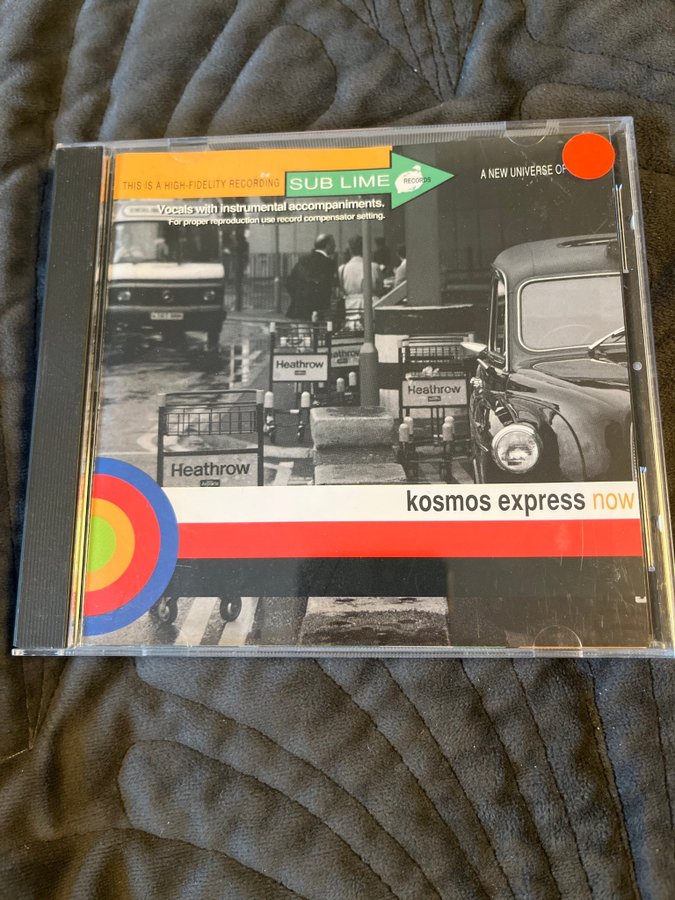 THIS IS A HIGH-FIDELITY RECORDING
SUB LIME
RECORDS
A NEW UNIVERSE OF
Vocals with instrumental accompaniments.
For proper reproduction use record compensator setting.
Heathrow
Heathrow
Heathrow
Heathrow
kosmos express now